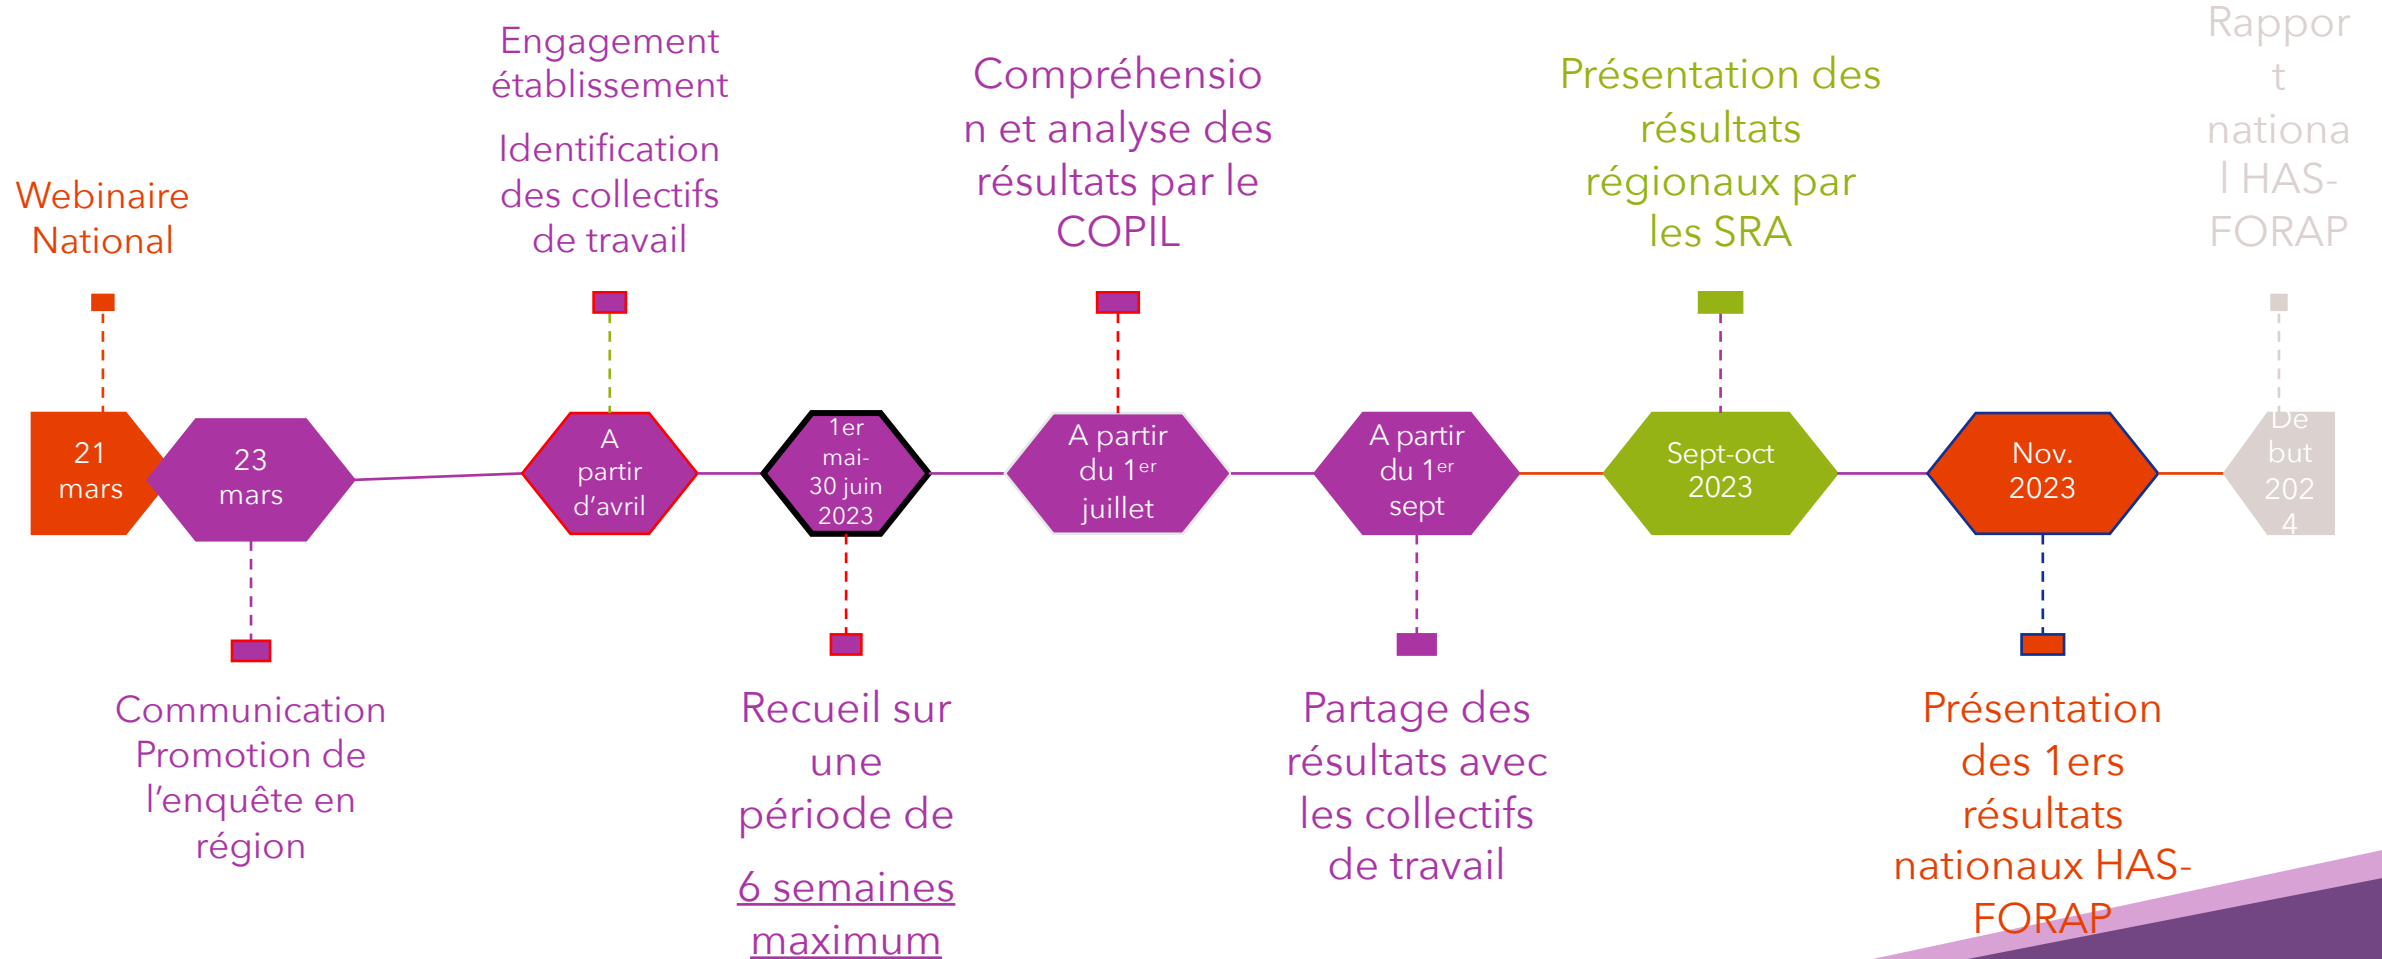 Webinaire
National
21
mars
23
mars
Communication
Promotion de
l’enquête en
région
Engagement
établissement
Identification
des collectifs
de travail
A
partir
d’avril
1er
mai-
30 juin
2023
Recueil sur
une
période de
6 semaines
maximum
Compréhensio
n et analyse des
résultats par le
COPIL
A partir
du 1er
juillet
A partir
du 1er
sept
Partage des
résultats avec
les collectifs
de travail
Présentation des
résultats
régionaux par
les SRA
Sept-oct
2023
Nov.
2023
Présentation
des 1ers
résultats
nationaux HAS-
FORAP
Rappor
t
nationa
l HAS-
FORAP
De
but
202
4